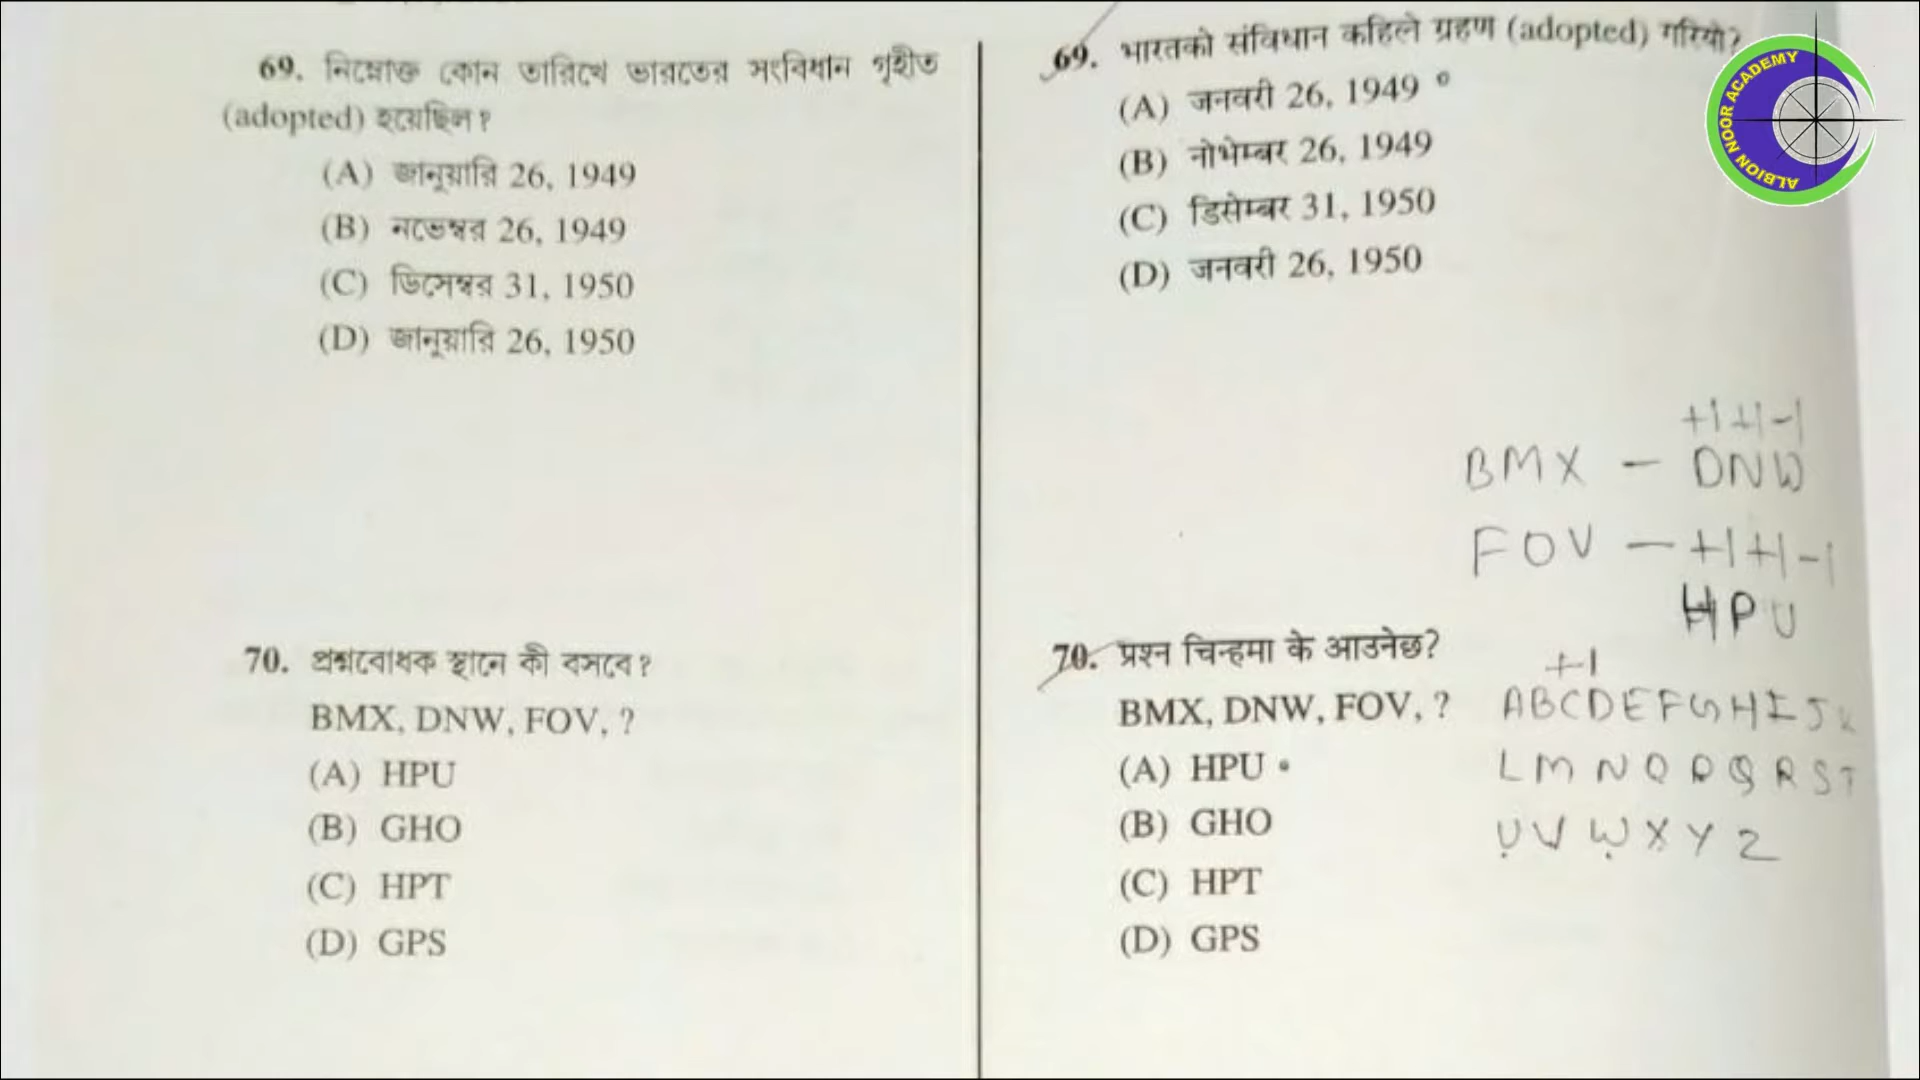 69. নিম্নোক্ত কোন তারিখে ভারতের সংবিধান গৃহীত
(adopted) হয়েছিল?
(A) জানুয়ারি 26, 1949
(B) নভেম্বর 26, 1949
(C) ডিসেম্বর 31, 1950
(D) জানুয়ারি 26, 1950
70. প্রশ্নবোধক স্থানে কী বসবে?
BMX, DNW, FOV, ?
(A) HPU
(B) GHO
(C) HPT
(D) GPS
69. भारतको संविधान कहिले ग्रहण (adopted) गरियो?
(A) जनवरी 26, 1949
(B) नोभेम्बर 26, 1949
(C) डिसेम्बर 31, 1950
(D) जनवरी 26, 1950
+1 +1 -1
BMX - DNW
FOV - +1 +1 -1
HPU
70. प्रश्न चिन्हमा के आउनेछ?
BMX, DNW, FOV, ?
(A) HPU
(B) GHO
(C) HPT
(D) GPS
+1
A B C D E F G H I J K
L M N O P Q R S T
U V W X Y Z
ALBION NOOR ACADEMY